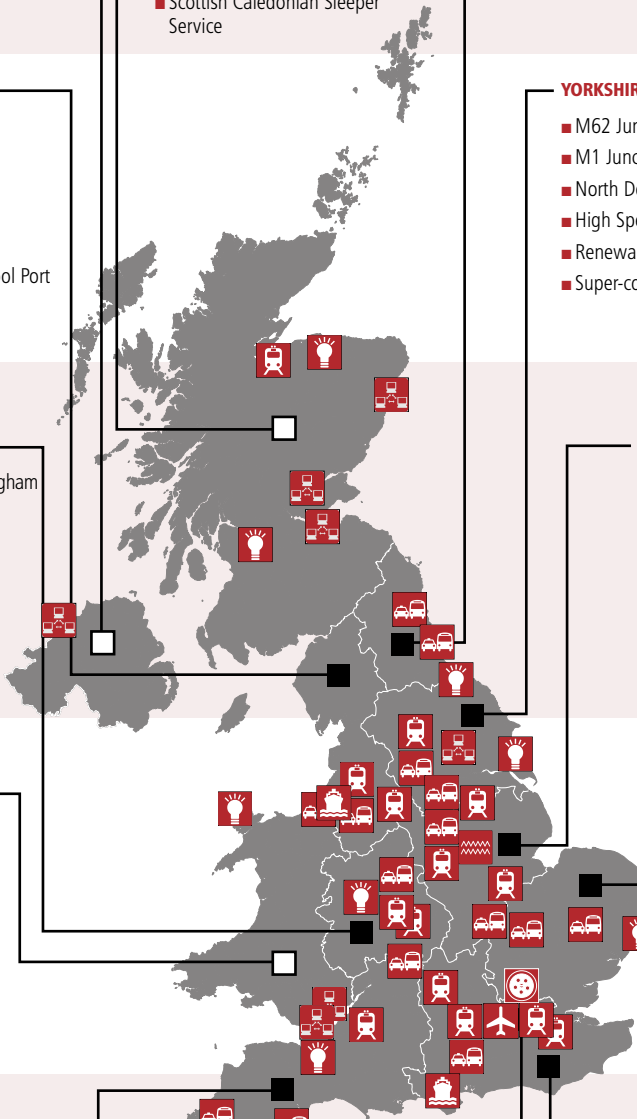 ■ Scottish Caledonian Sleeper
Service
YORKSHIR
■ M62 Jun
■ M1 Junc
■ North De
■ High Spe
■ Renewa
■ Super-co
ol Port
gham